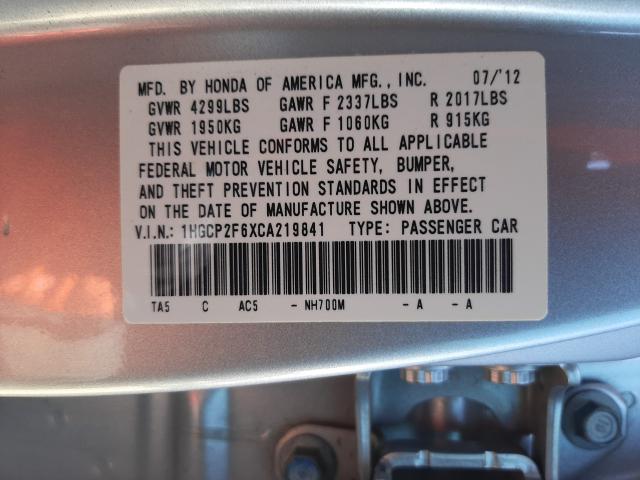 MFD. BY HONDA OF AMERICA MFG., INC. 07/'12
GVWR 4299LBS GAWR F 2337LBS R 2017LBS
GVWR 1950KG GAWR F 1060KG R 915KG
THIS VEHICLE CONFORMS TO ALL APPLICABLE
FEDERAL MOTOR VEHICLE SAFETY, BUMPER,
AND THEFT PREVENTION STANDARDS IN EFFECT
ON THE DATE OF MANUFACTURE SHOWN ABOVE.
V.I.N.: 1HGCP2F6XCA219841 TYPE: PASSENGER CAR
TA5 C AC5 - NH700M - A - A